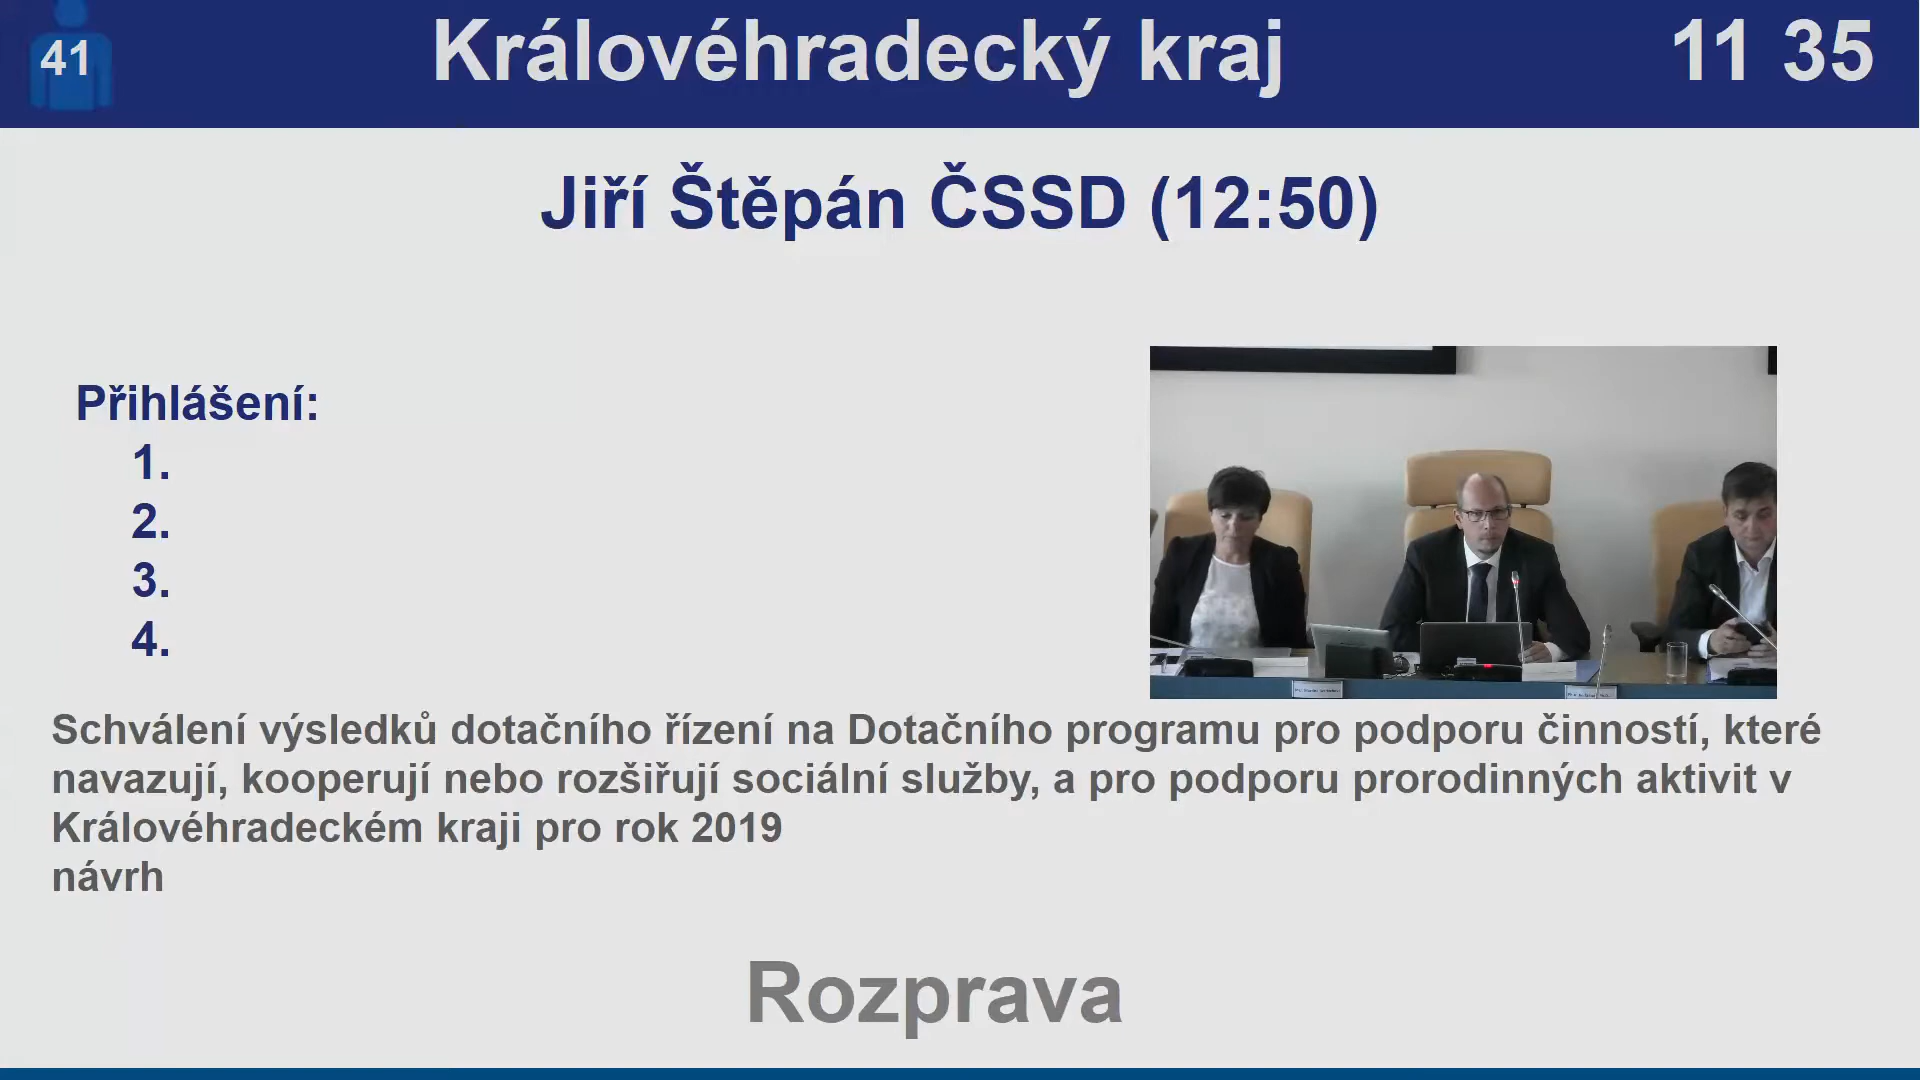 41
Královéhradecký kraj
11 35
Jiří Štěpán ČSSD (12:50)
Přihlášení:
1.
2.
3.
4.
Schválení výsledků dotačního řízení na Dotačního programu pro podporu činností, které
navazují, kooperují nebo rozšiřují sociální služby, a pro podporu prorodinných aktivit v
Královéhradeckém kraji pro rok 2019
návrh
Rozprava